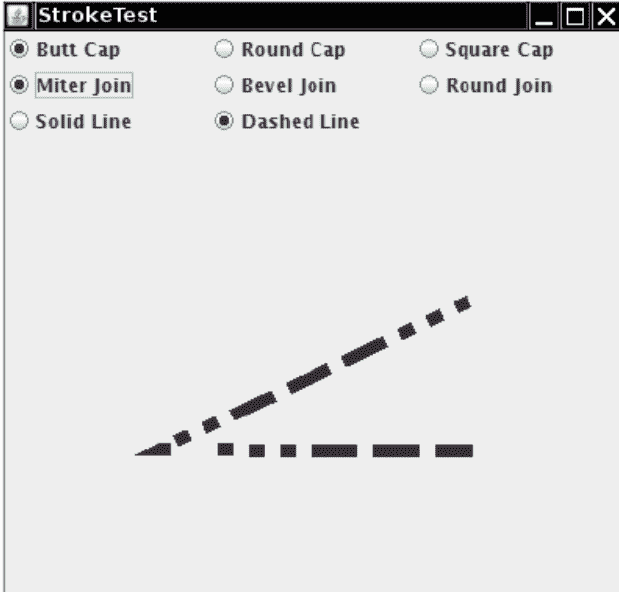 StrokeTest
Butt Cap Round Cap Square Cap
Miter Join Bevel Join Round Join
Solid Line Dashed Line